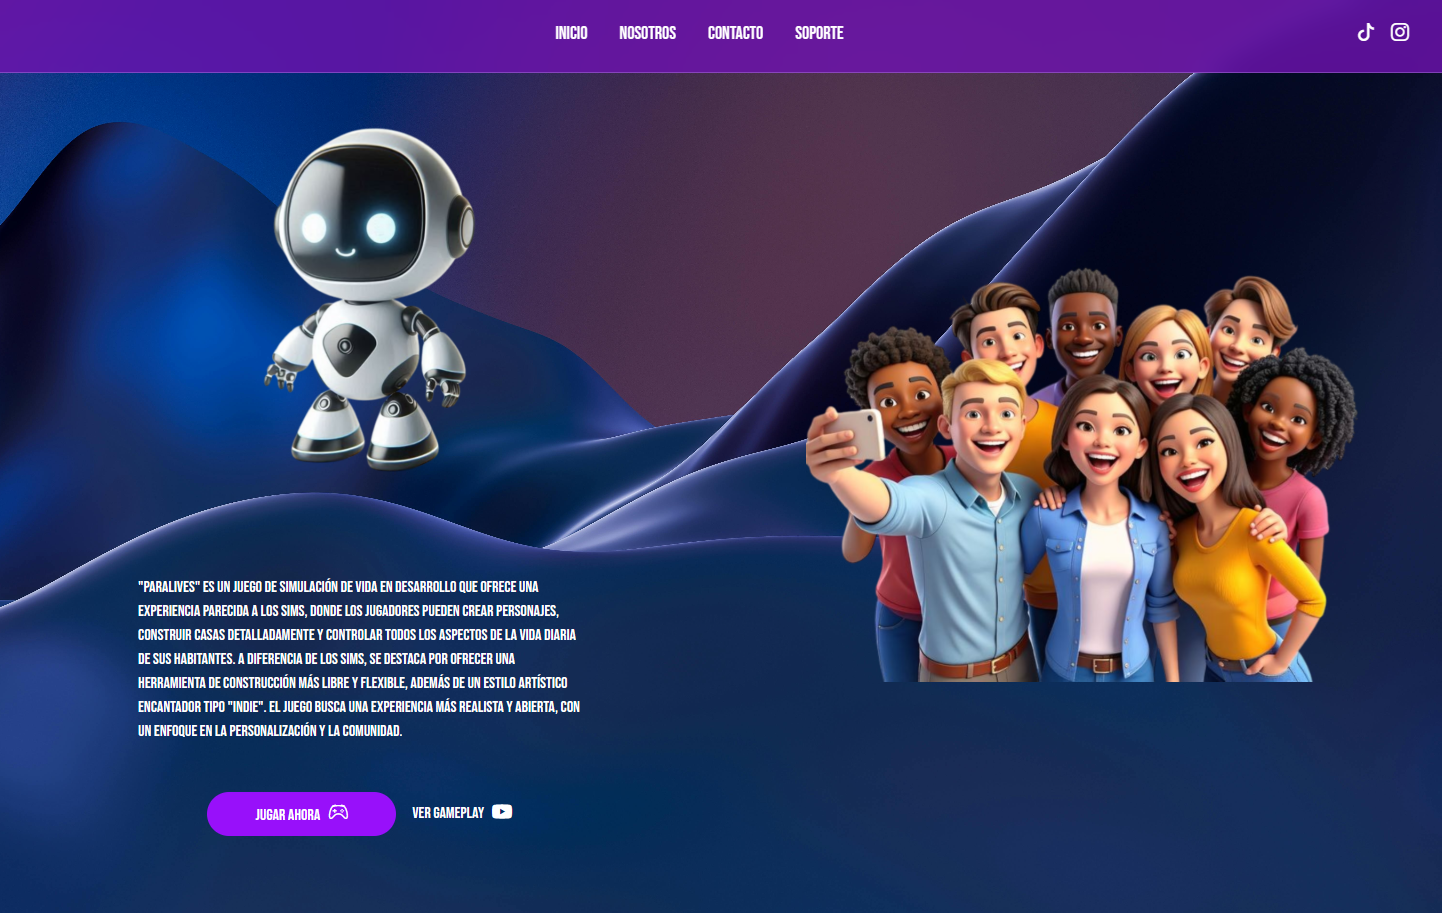 INICIO
NOSOTROS
CONTACTO
SOPORTE
"PARALIVES" ES UN JUEGO DE SIMULACIÓN DE VIDA EN DESARROLLO QUE OFRECE UNA
EXPERIENCIA PARECIDA A LOS SIMS, DONDE LOS JUGADORES PUEDEN CREAR PERSONAJES,
CONSTRUIR CASAS DETALLADAMENTE Y CONTROLAR TODOS LOS ASPECTOS DE LA VIDA DIARIA
DE SUS HABITANTES. A DIFERENCIA DE LOS SIMS, SE DESTACA POR OFRECER UNA
HERRAMIENTA DE CONSTRUCCIÓN MÁS LIBRE Y FLEXIBLE, ADEMÁS DE UN ESTILO ARTÍSTICO
ENCANTADOR TIPO "INDIE". EL JUEGO BUSCA UNA EXPERIENCIA MÁS REALISTA Y ABIERTA, CON
UN ENFOQUE EN LA PERSONALIZACIÓN Y LA COMUNIDAD.
JUGAR AHORA
VER GAMEPLAY